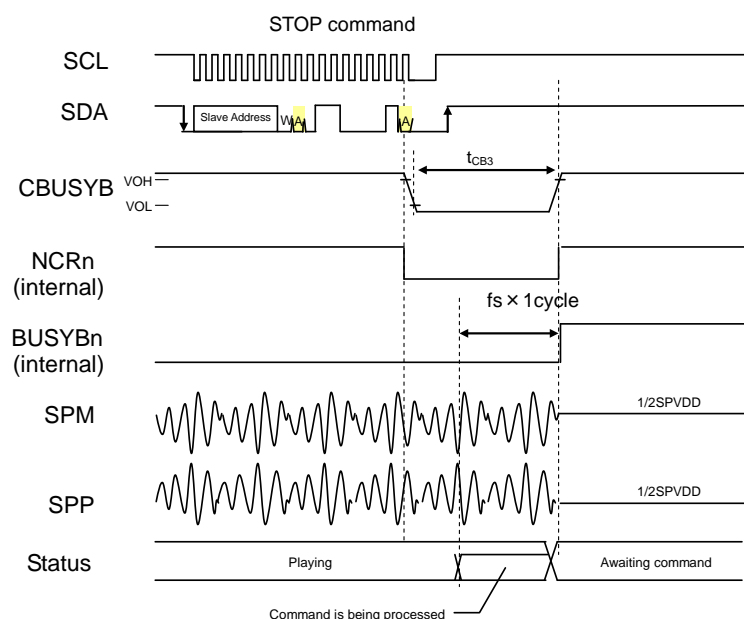 STOP command
SCL
SDA
Slave Address
W
A
A
CBUSYB
VOH
VOL
tCB3
NCRn
(internal)
fs × 1cycle
BUSYBn
(internal)
SPM
1/2SPVDD
SPP
1/2SPVDD
Status
Playing
Awaiting command
Command is being processed